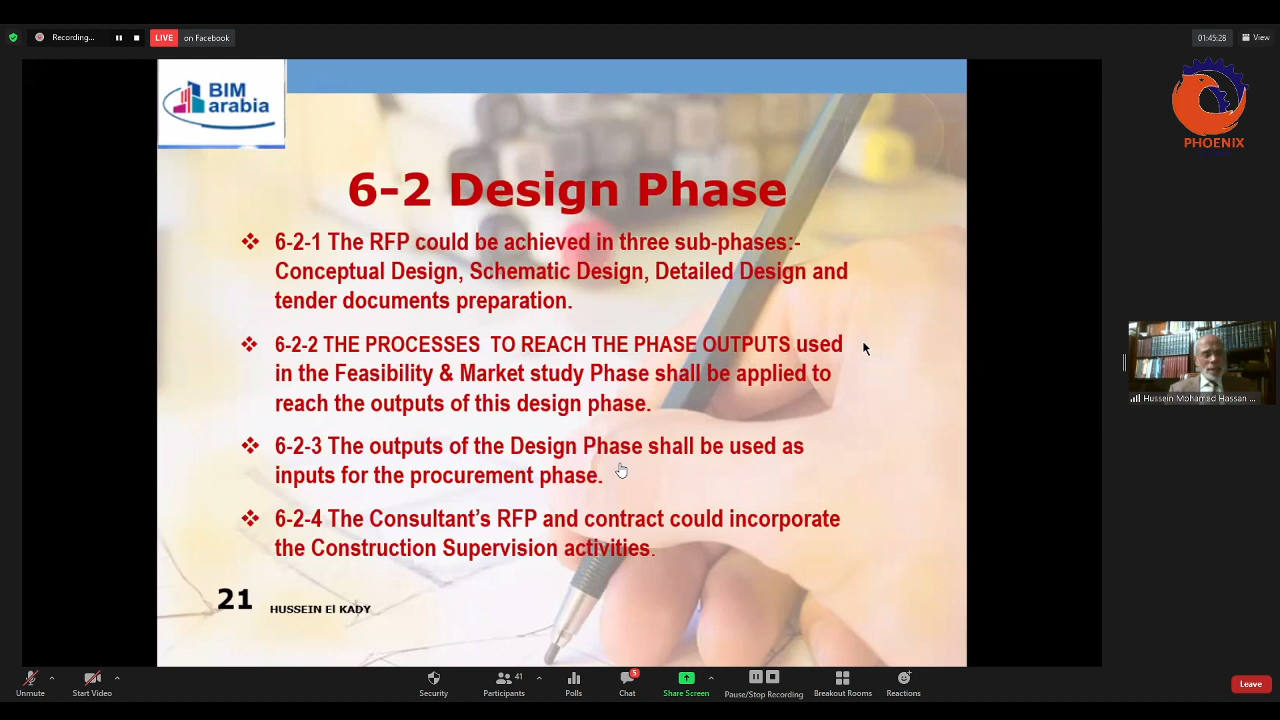 Recording...
LIVE
on Facebook
01:45:28
View
BIM
arabia
PHOENIX
6-2 Design Phase
❖ 6-2-1 The RFP could be achieved in three sub-phases:-
Conceptual Design, Schematic Design, Detailed Design and
tender documents preparation.
❖ 6-2-2 THE PROCESSES TO REACH THE PHASE OUTPUTS used
in the Feasibility & Market study Phase shall be applied to
reach the outputs of this design phase.
❖ 6-2-3 The outputs of the Design Phase shall be used as
inputs for the procurement phase.
❖ 6-2-4 The Consultant's RFP and contract could incorporate
the Construction Supervision activities.
21
HUSSEIN El KADY
Hussein Mohamed Hassan ...
Unmute
Start Video
Security
41
Participants
Polls
5
Chat
Share Screen
Pause/Stop Recording
Breakout Rooms
Reactions
Leave